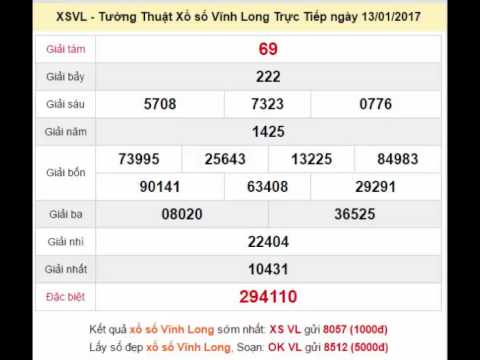 XSVL - Tường Thuật Xổ số Vĩnh Long Trực Tiếp ngày 13/01/2017
Giải tám 69
Giải bảy 222
Giải sáu 5708 7323 0776
Giải năm 1425
Giải bốn 73995 25643 13225 84983
90141 63408 29291
Giải ba 08020 36525
Giải nhì 22404
Giải nhất 10431
Đặc biệt 294110
Kết quả xổ số Vĩnh Long sớm nhất: XS VL gửi 8057 (1000đ)
Lấy số đẹp xổ số Vĩnh Long, Soạn: OK VL gửi 8512 (5000đ)